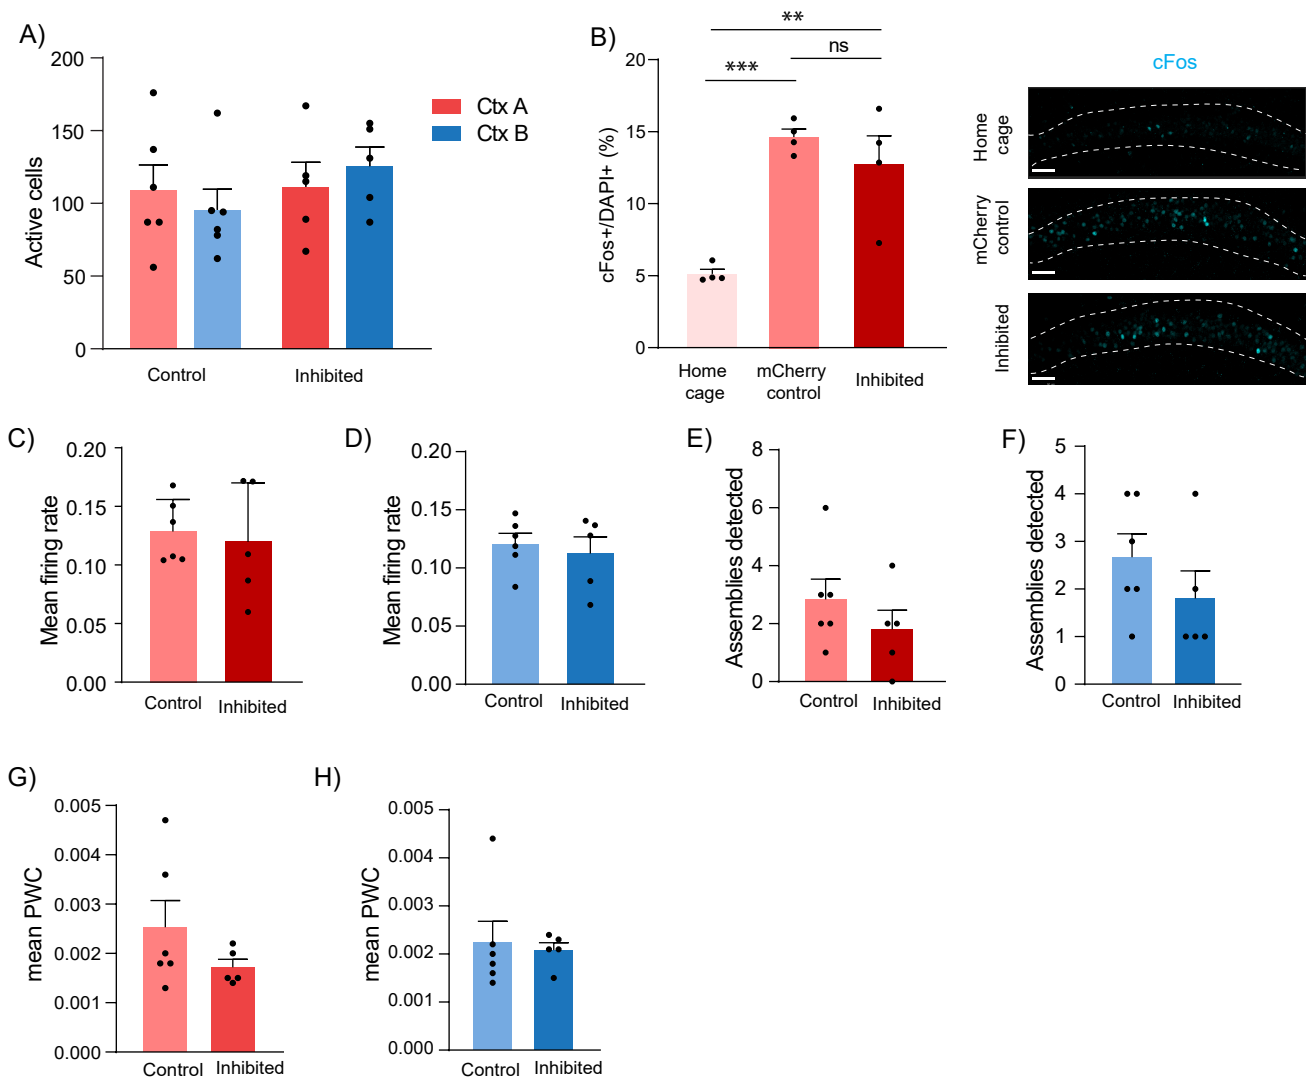 A)
200
150
100
50
0
Active cells
Control
Inhibited
Ctx A
Ctx B
B)
20
15
10
5
0
cFos+/DAPI+ (%)
**
ns
***
Home
cage
mCherry
control
Inhibited
cFos
Home
cage
mCherry
control
Inhibited
C)
0.20
0.15
0.10
0.05
0.00
Mean firing rate
Control
Inhibited
D)
0.20
0.15
0.10
0.05
0.00
Mean firing rate
Control
Inhibited
E)
8
6
4
2
0
Assemblies detected
Control
Inhibited
F)
5
4
3
2
1
0
Assemblies detected
Control
Inhibited
G)
0.005
0.004
0.003
0.002
0.001
0.000
mean PWC
Control
Inhibited
H)
0.005
0.004
0.003
0.002
0.001
0.000
mean PWC
Control
Inhibited